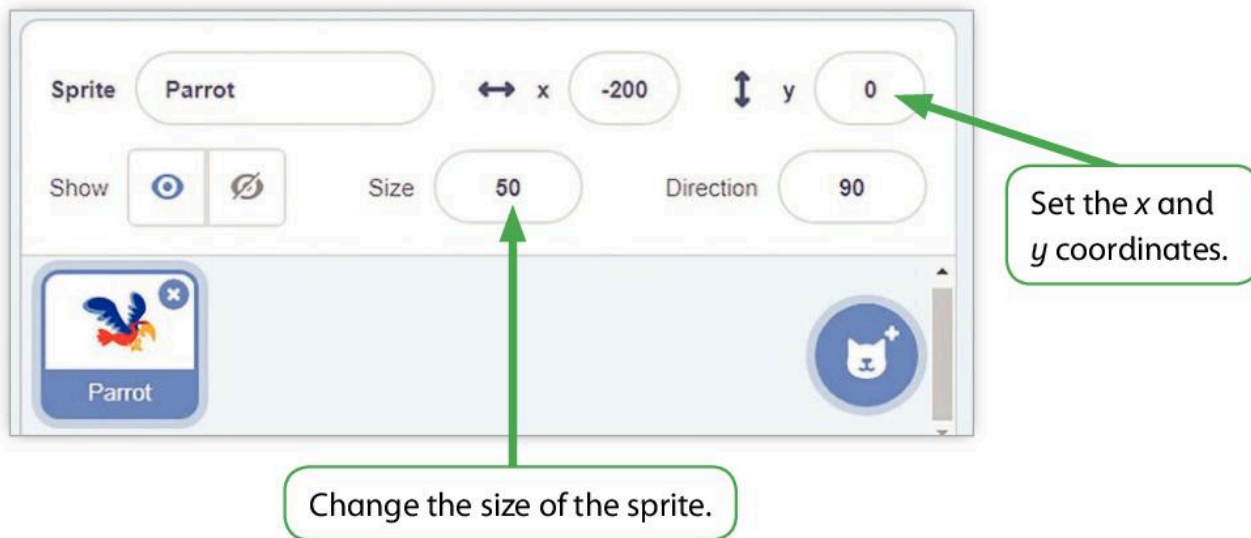 Sprite Parrot x -200 y 0
Show Size 50 Direction 90
Set the x and
y coordinates.
Parrot
Change the size of the sprite.